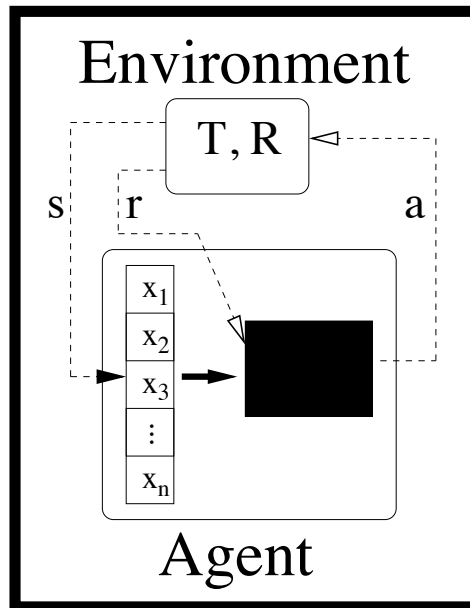 Environment
T, R
s
r
a
x1
x2
x3
⋮
xn
Agent